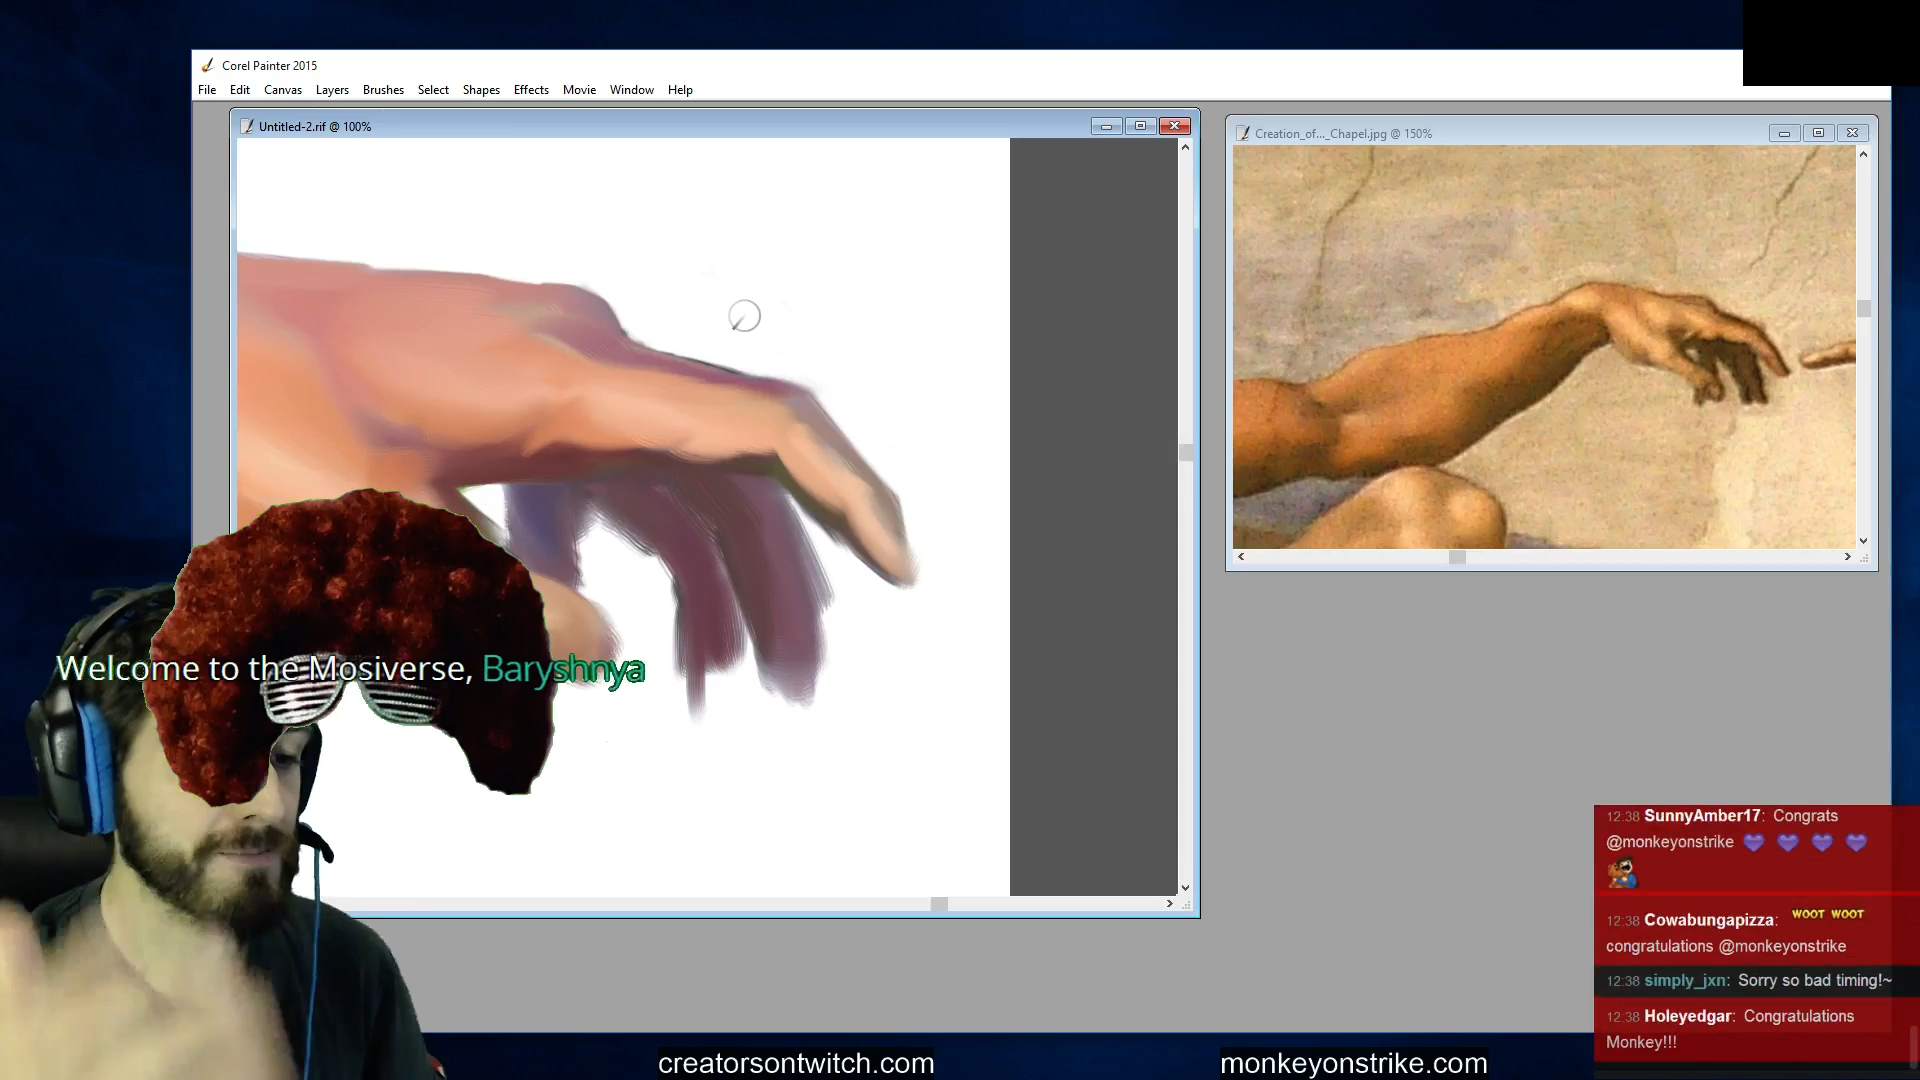 Corel Painter 2015
File Edit Canvas Layers Brushes Select Shapes Effects Movie Window Help
Untitled-2.rif @ 100%
Creation_of..._Chapel.jpg @ 150%
Welcome to the Mosiverse, Baryshnya
12:38 SunnyAmber17: Congrats
@monkeyonstrike
12:38 Cowabungapizza: WOOT WOOT
congratulations @monkeyonstrike
12:38 simply_jxn: Sorry so bad timing!~
12:38 Holeyedgar: Congratulations
Monkey!!!
creatorsontwitch.com
monkeyonstrike.com